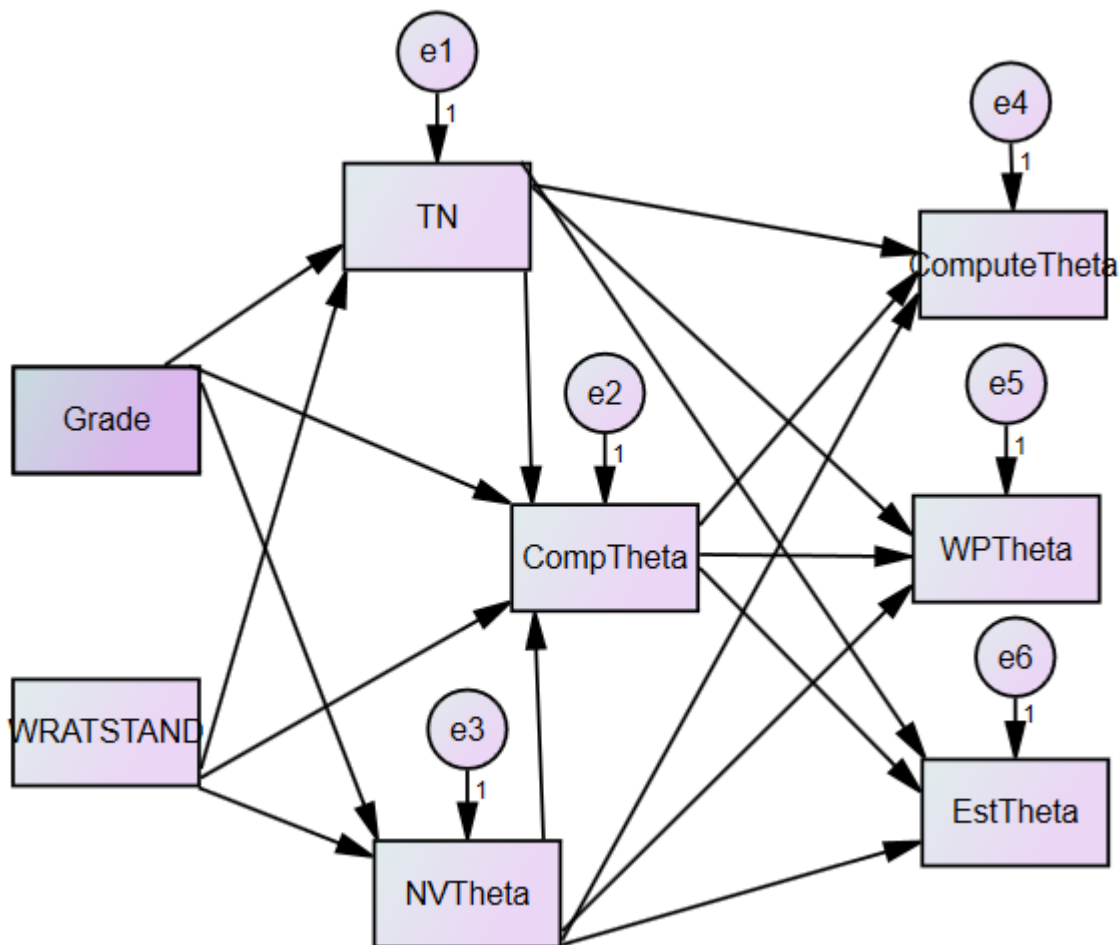 e1
1
TN
e4
1
ComputeTheta
Grade
e2
1
e5
1
CompTheta
WPTheta
WRATSTAND
e3
1
e6
1
EstTheta
NVTheta